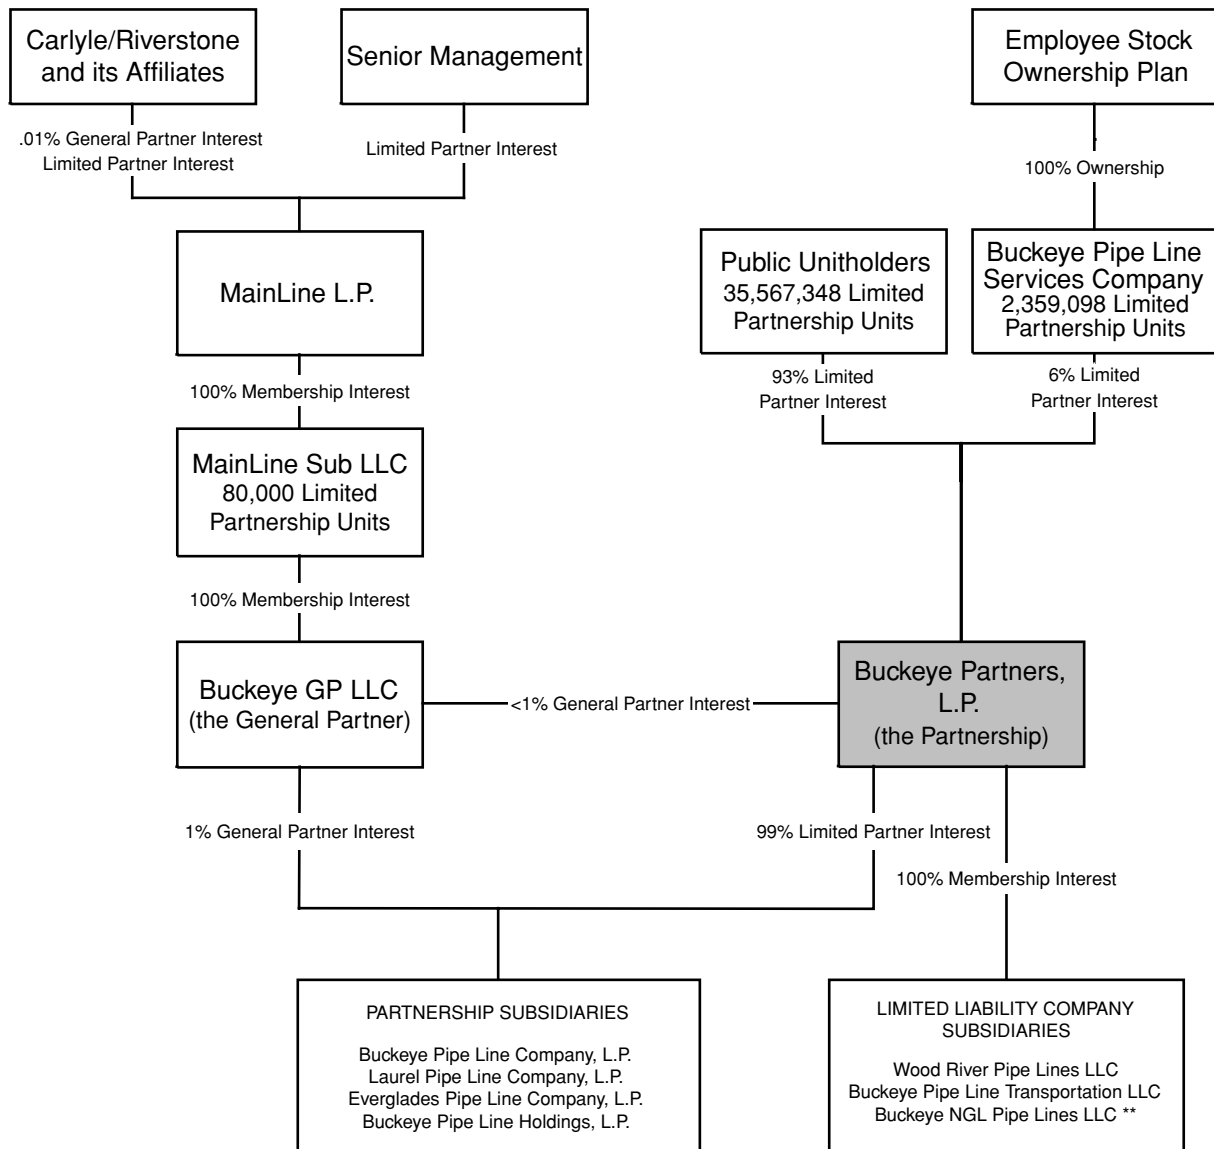 Carlyle/Riverstone
and its Affiliates
Senior Management
Employee Stock
Ownership Plan
.01% General Partner Interest
Limited Partner Interest
Limited Partner Interest
100% Ownership
MainLine L.P.
Public Unitholders
35,567,348 Limited
Partnership Units
Buckeye Pipe Line
Services Company
2,359,098 Limited
Partnership Units
100% Membership Interest
93% Limited
Partner Interest
6% Limited
Partner Interest
MainLine Sub LLC
80,000 Limited
Partnership Units
100% Membership Interest
Buckeye GP LLC
(the General Partner)
<1% General Partner Interest
Buckeye Partners,
L.P.
(the Partnership)
1% General Partner Interest
99% Limited Partner Interest
100% Membership Interest
PARTNERSHIP SUBSIDIARIES
Buckeye Pipe Line Company, L.P.
Laurel Pipe Line Company, L.P.
Everglades Pipe Line Company, L.P.
Buckeye Pipe Line Holdings, L.P.
LIMITED LIABILITY COMPANY
SUBSIDIARIES
Wood River Pipe Lines LLC
Buckeye Pipe Line Transportation LLC
Buckeye NGL Pipe Lines LLC **